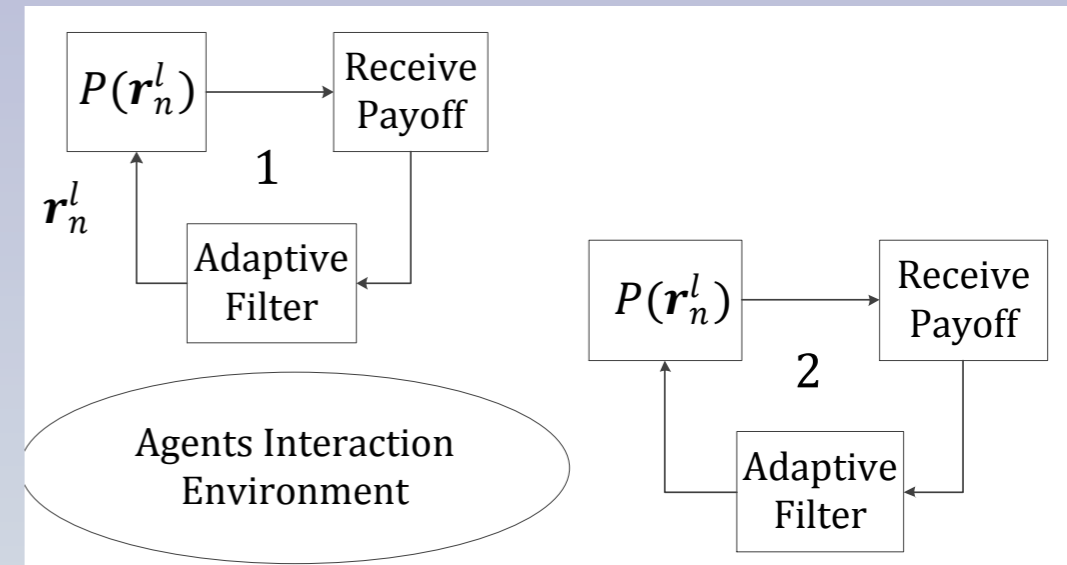 P(r_n^l)
Receive
Payoff
1
r_n^l
Adaptive
Filter
P(r_n^l)
Receive
Payoff
2
Adaptive
Filter
Agents Interaction
Environment